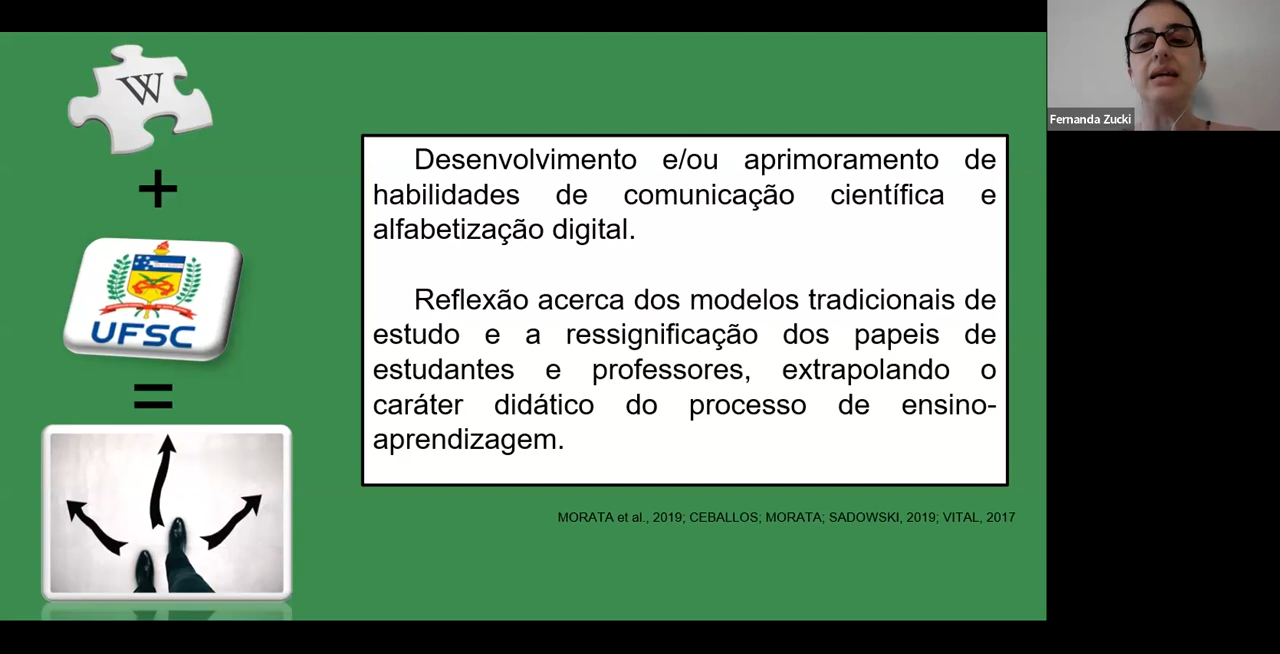 W
+
UFSC
=
Desenvolvimento e/ou aprimoramento de
habilidades de comunicação científica e
alfabetização digital.
Reflexão acerca dos modelos tradicionais de
estudo e a ressignificação dos papeis de
estudantes e professores, extrapolando o
caráter didático do processo de ensino-
aprendizagem.
MORATA et al., 2019; CEBALLOS; MORATA; SADOWSKI, 2019; VITAL, 2017
Fernanda Zucki